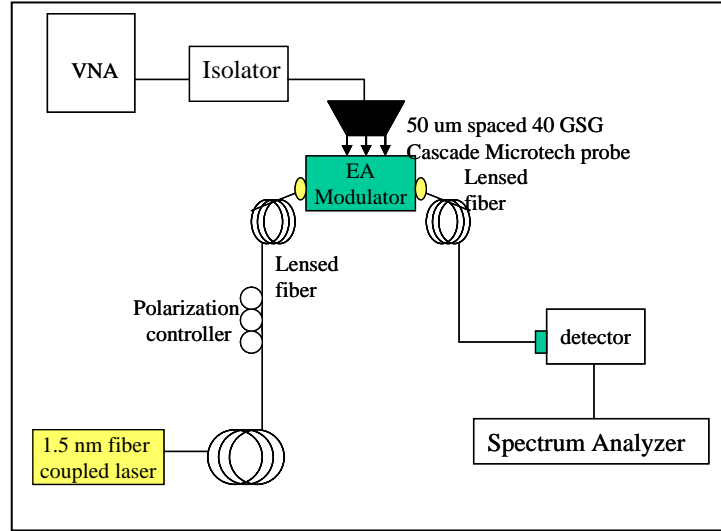 VNA
Isolator
50 um spaced 40 GSG
Cascade Microtech probe
EA
Modulator
Lensed
fiber
Lensed
fiber
Polarization
controller
detector
1.5 nm fiber
coupled laser
Spectrum Analyzer